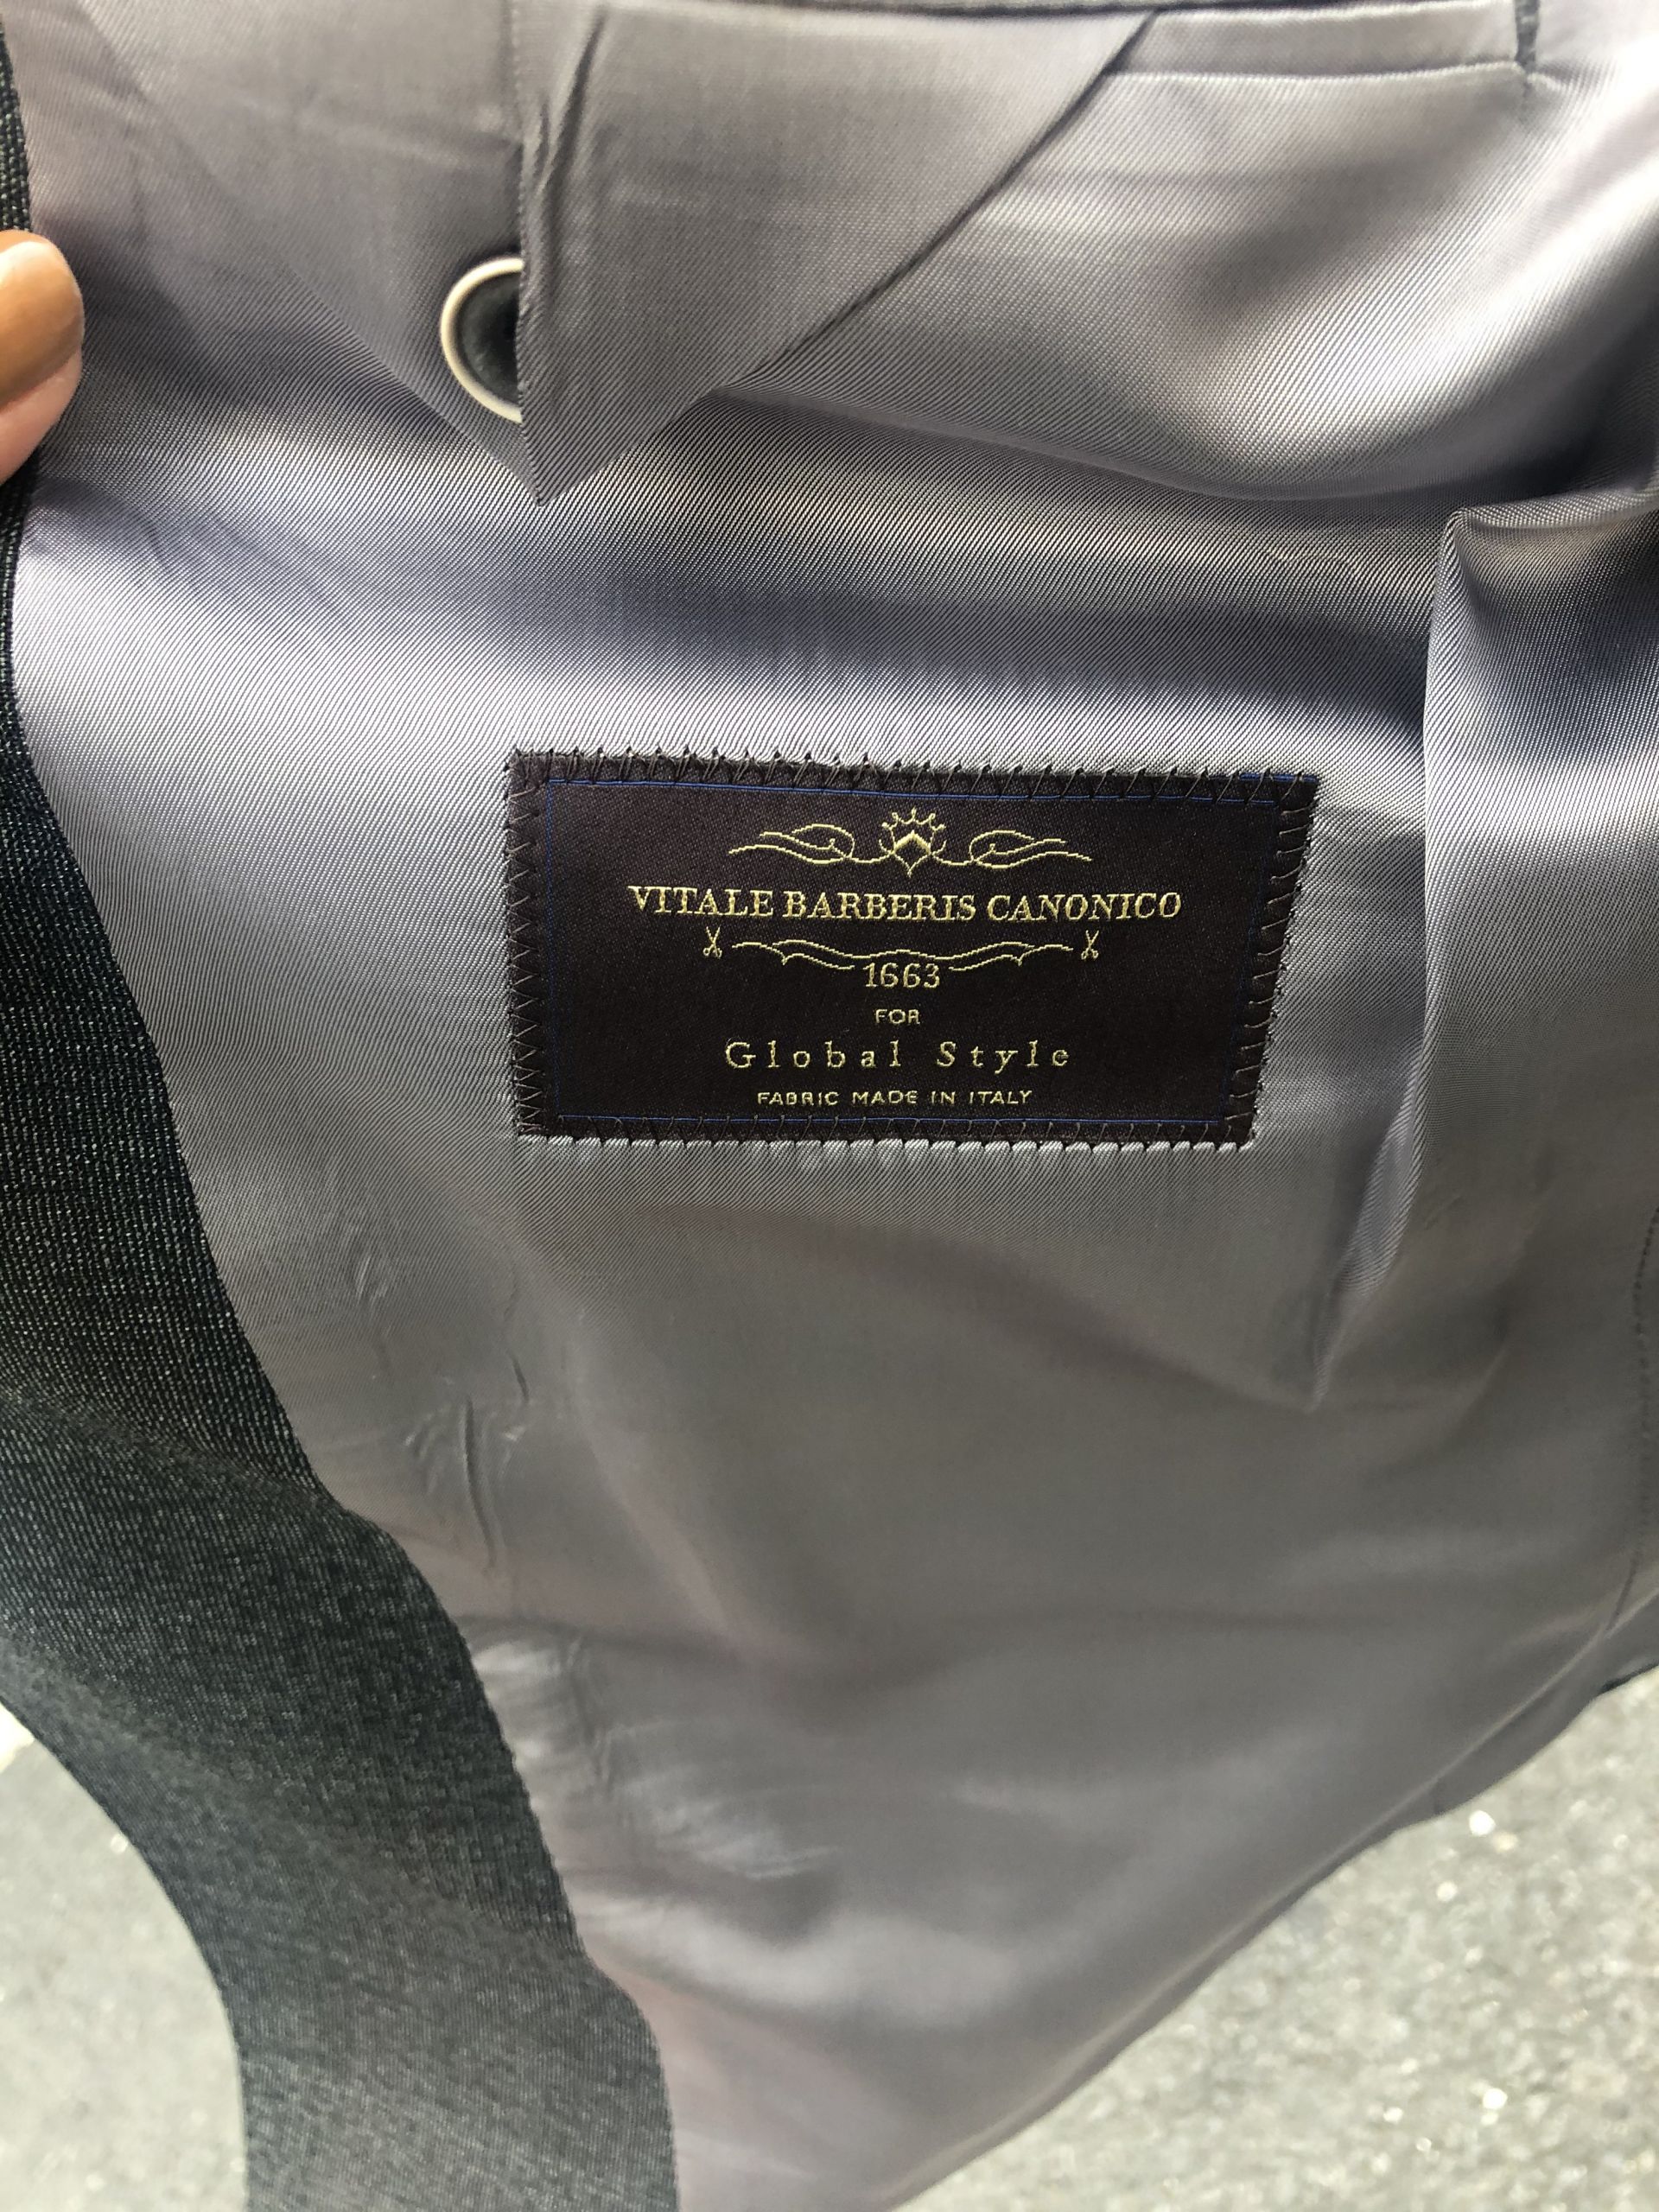 VITALE BARBERIS CANONICO
1663
FOR
Global Style
FABRIC MADE IN ITALY